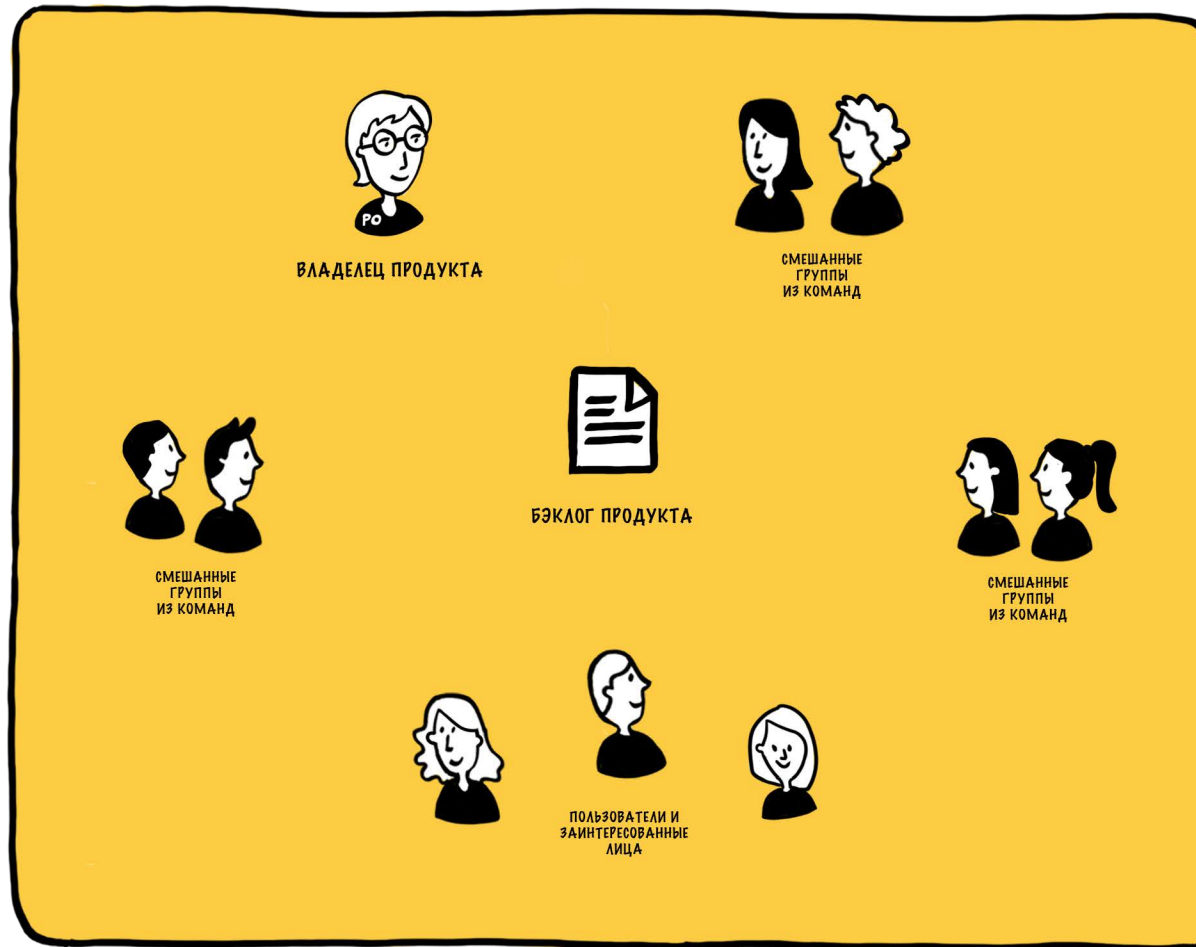 PO
ВЛАДЕЛЕЦ ПРОДУКТА
СМЕШАННЫЕ
ГРУППЫ
ИЗ КОМАНД
БЭКЛОГ ПРОДУКТА
СМЕШАННЫЕ
ГРУППЫ
ИЗ КОМАНД
СМЕШАННЫЕ
ГРУППЫ
ИЗ КОМАНД
ПОЛЬЗОВАТЕЛИ И
ЗАИНТЕРЕСОВАННЫЕ
ЛИЦА